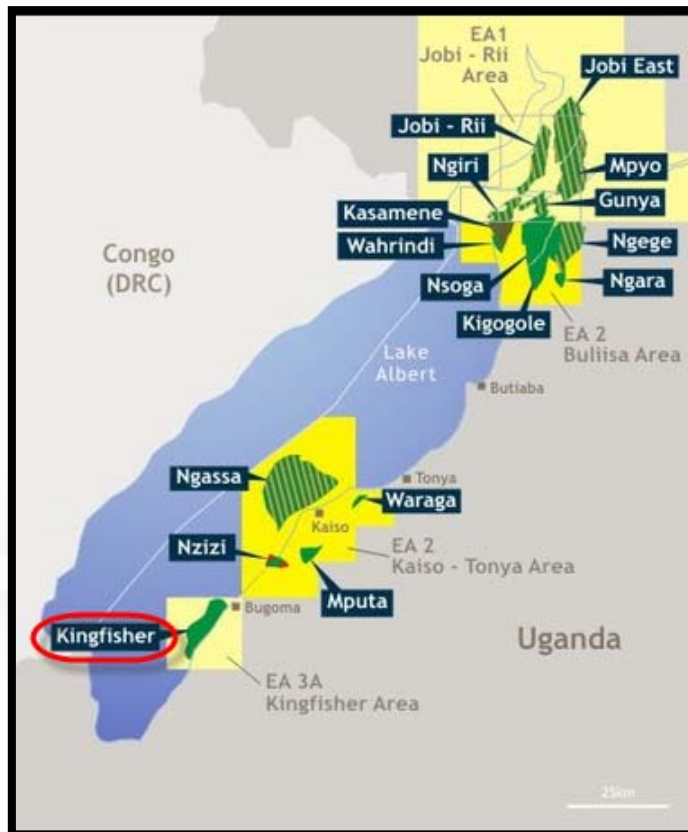 EA1
Jobi - Rii
Area
Jobi East
Jobi - Rii
Ngiri
Mpyo
Gunya
Kasamene
Wahrindi
Ngege
Nsoga
Ngara
Kigogole
EA 2
Buliisa Area
Congo
(DRC)
Lake
Albert
Butiaba
Ngassa
Tonya
Waraga
Kaiso
Nzizi
EA 2
Kaiso - Tonya Area
Mputa
Bugoma
Kingfisher
Uganda
EA 3A
Kingfisher Area
25km